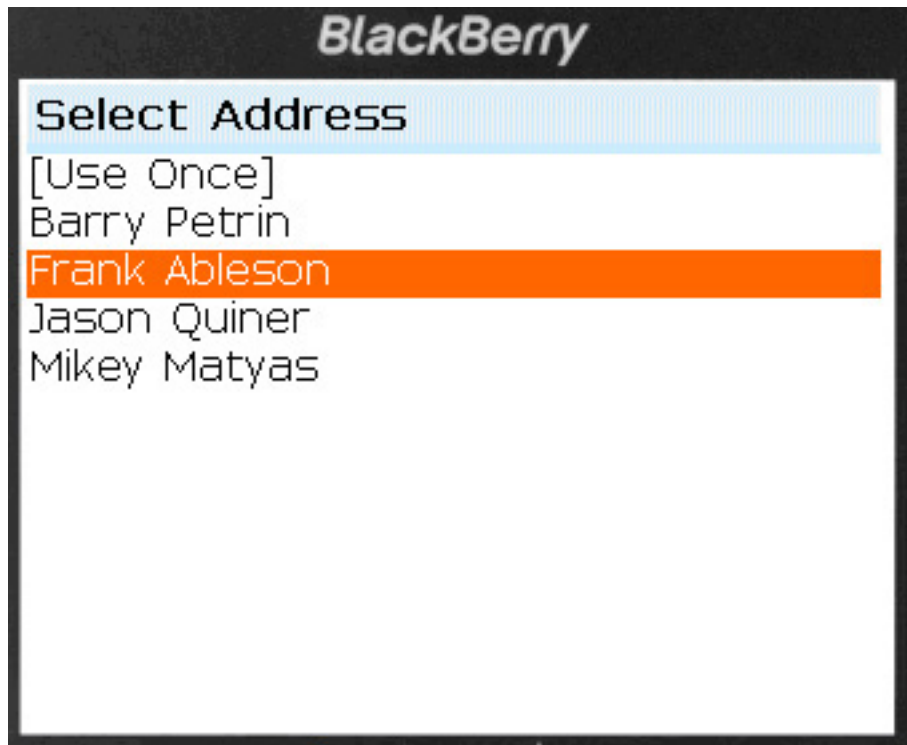 BlackBerry
Select Address
[Use Once]
Barry Petrin
Frank Ableson
Jason Quiner
Mikey Matyas